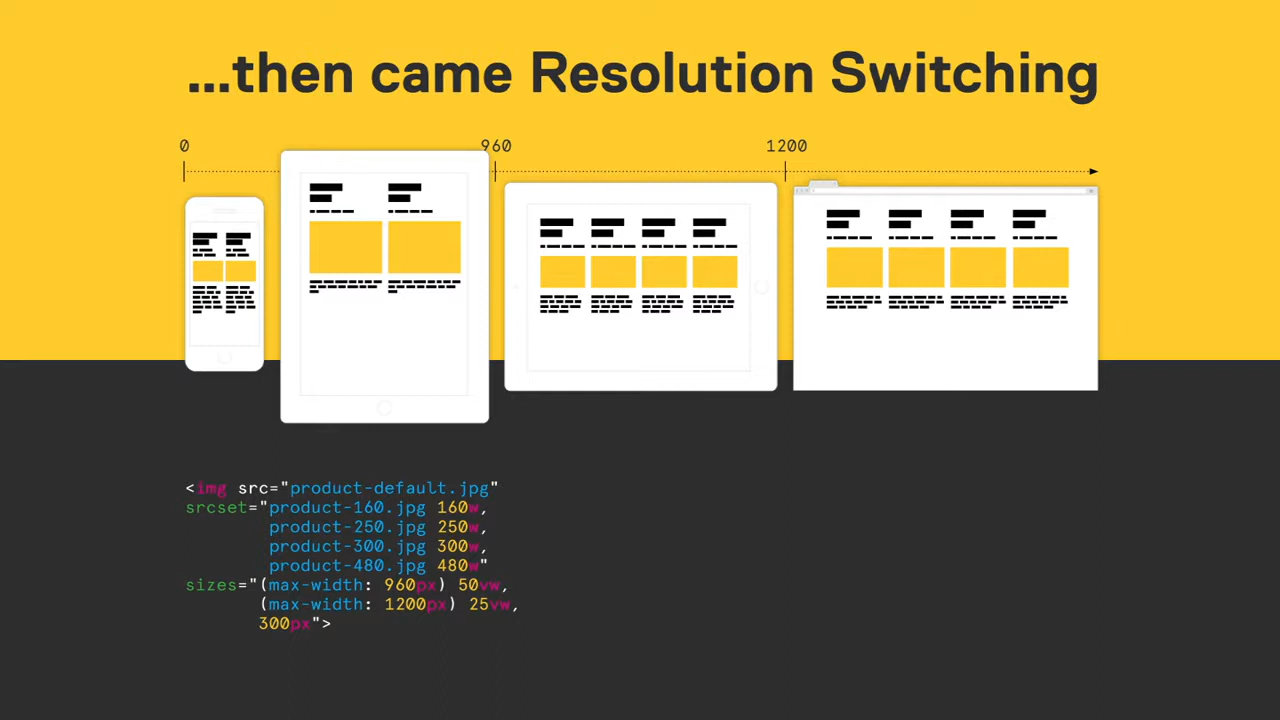 ...then came Resolution Switching
0 960 1200
<img src="product-default.jpg"
srcset="product-160.jpg 160w,
product-250.jpg 250w,
product-300.jpg 300w,
product-480.jpg 480w"
sizes="(max-width: 960px) 50vw,
(max-width: 1200px) 25vw,
300px">